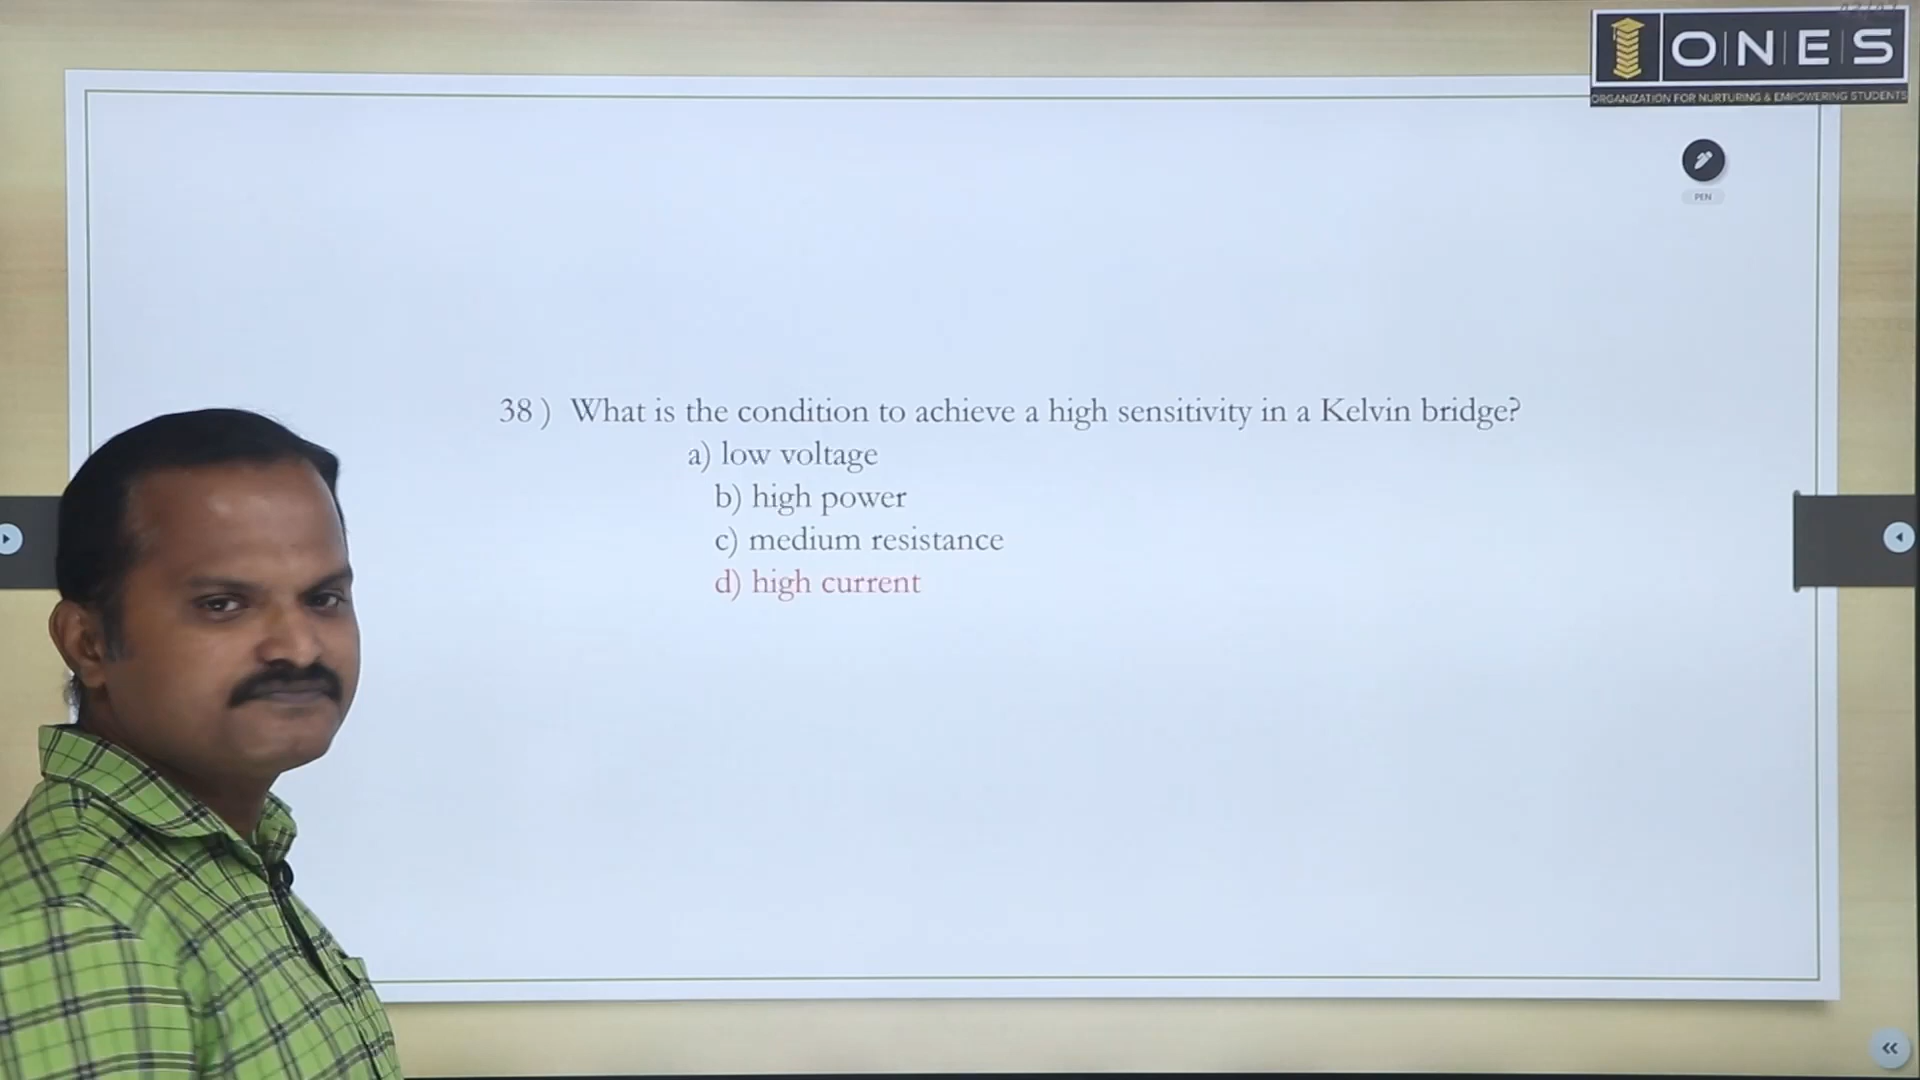 O|N|E|S
ORGANIZATION FOR NURTURING & EMPOWERING STUDENTS
PEN
38 ) What is the condition to achieve a high sensitivity in a Kelvin bridge?
a) low voltage
b) high power
c) medium resistance
d) high current